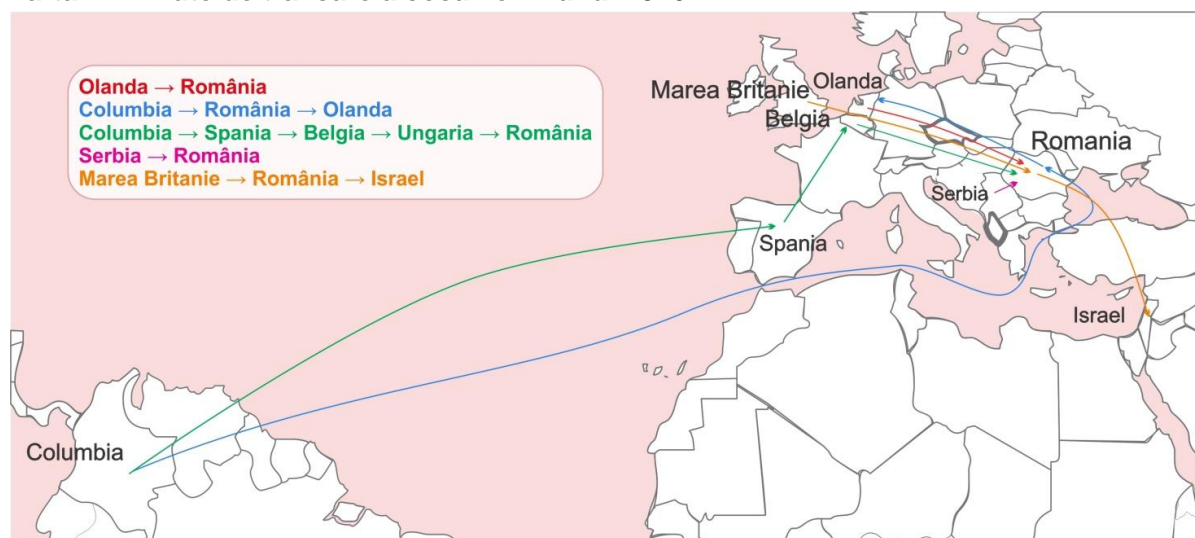 Olanda → România
Columbia → România → Olanda
Columbia → Spania → Belgia → Ungaria → România
Serbia → România
Marea Britanie → România → Israel
Olanda
Marea Britanie
Belgia
Romania
Serbia
Spania
Israel
Columbia